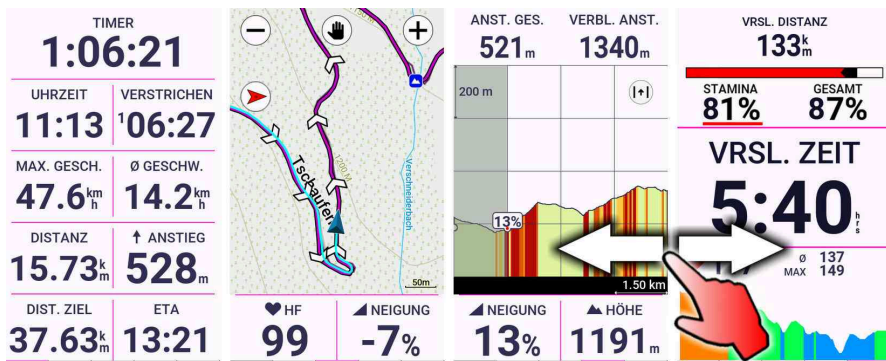 TIMER
1:06:21
UHRZEIT VERSTRICHEN
11:13 1:06:27
MAX. GESCH. Ø GESCHW.
47.6 km/h 14.2 km/h
DISTANZ ANSTIEG
15.73 km 528 m
DIST. ZIEL ETA
37.63 km 13:21
1200 M
Tschaufen
Verschneiderbach
50m
HF NEIGUNG
99 -7%
ANST. GES. VERBL. ANST.
521 m 1340 m
200 m
13%
1.50 km
NEIGUNG HÖHE
13% 1191 m
VRSL. DISTANZ
133 km
STAMINA GESAMT
81% 87%
VRSL. ZEIT
5:40 hrs
Ø 137
MAX 149